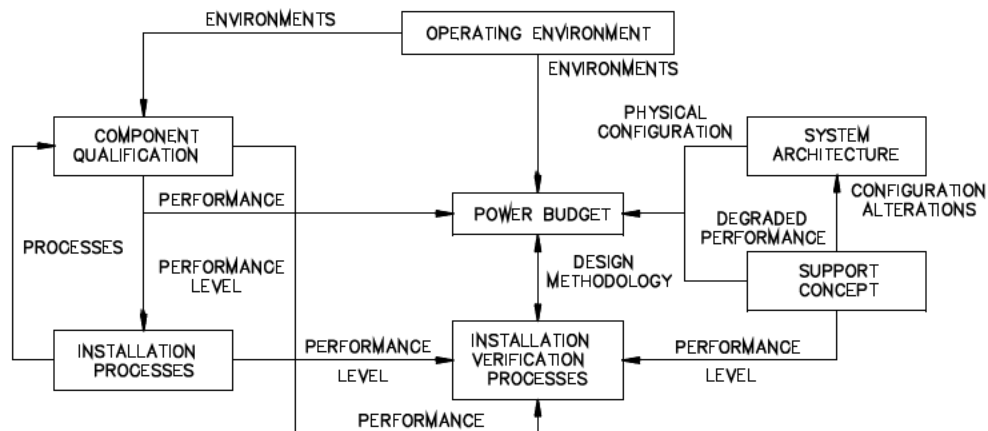 ENVIRONMENTS
OPERATING ENVIRONMENT
ENVIRONMENTS
PHYSICAL
CONFIGURATION
COMPONENT
QUALIFICATION
SYSTEM
ARCHITECTURE
CONFIGURATION
ALTERATIONS
PERFORMANCE
POWER BUDGET
DEGRADED
PERFORMANCE
PROCESSES
PERFORMANCE
LEVEL
DESIGN
METHODOLOGY
SUPPORT
CONCEPT
INSTALLATION
PROCESSES
PERFORMANCE
LEVEL
INSTALLATION
VERIFICATION
PROCESSES
PERFORMANCE
LEVEL
PERFORMANCE